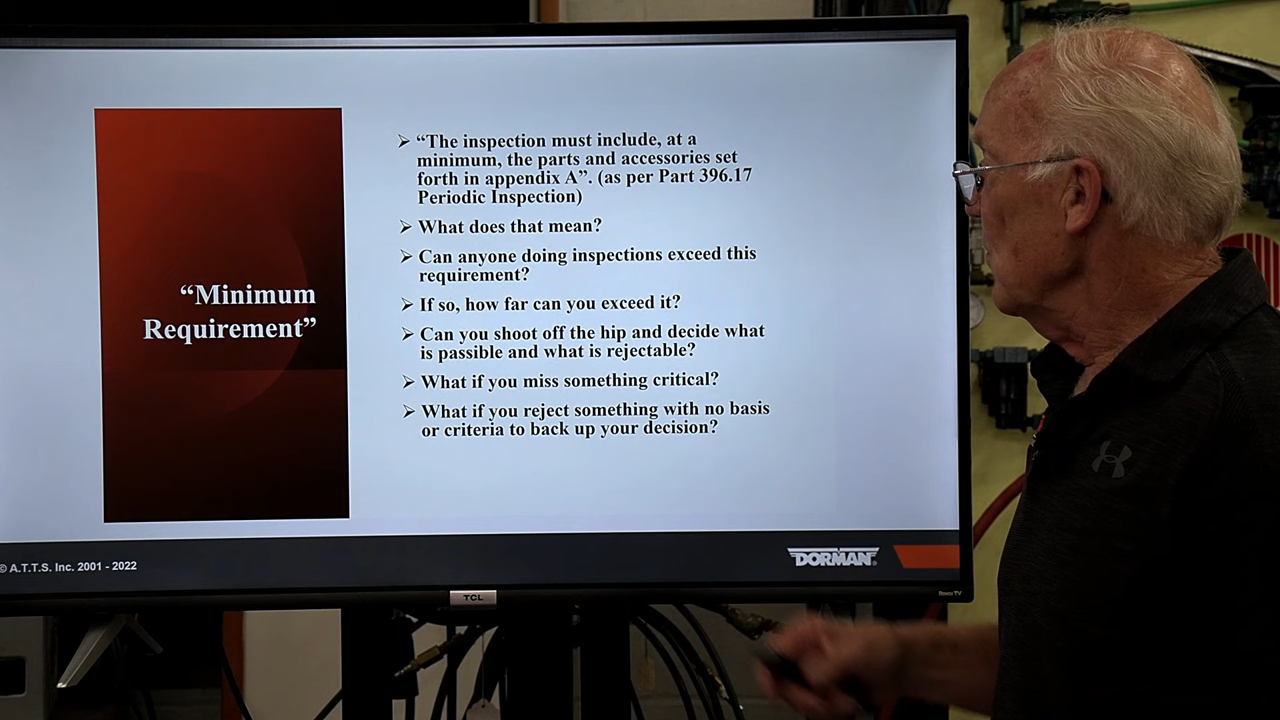 “Minimum
Requirement”
“The inspection must include, at a
minimum, the parts and accessories set
forth in appendix A”. (as per Part 396.17
Periodic Inspection)
What does that mean?
Can anyone doing inspections exceed this
requirement?
If so, how far can you exceed it?
Can you shoot off the hip and decide what
is passible and what is rejectable?
What if you miss something critical?
What if you reject something with no basis
or criteria to back up your decision?
© A.T.T.S. Inc. 2001 - 2022
DORMAN®
TCL
Roku TV